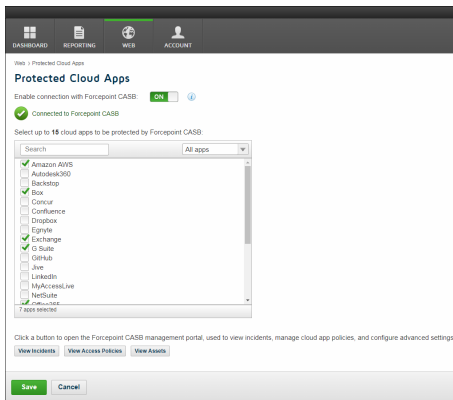 DASHBOARD REPORTING WEB ACCOUNT
Web > Protected Cloud Apps
Protected Cloud Apps
Enable connection with Forcepoint CASB: ON i
Connected to Forcepoint CASB
Select up to 15 cloud apps to be protected by Forcepoint CASB:
Search All apps
Amazon AWS
Autodesk360
Backstop
Box
Concur
Confluence
Dropbox
Egnyte
Exchange
G Suite
GitHub
Jive
LinkedIn
MyAccessLive
NetSuite
Office365
7 apps selected
Click a button to open the Forcepoint CASB management portal, used to view incidents, manage cloud app policies, and configure advanced settings
View Incidents View Access Policies View Assets
Save Cancel